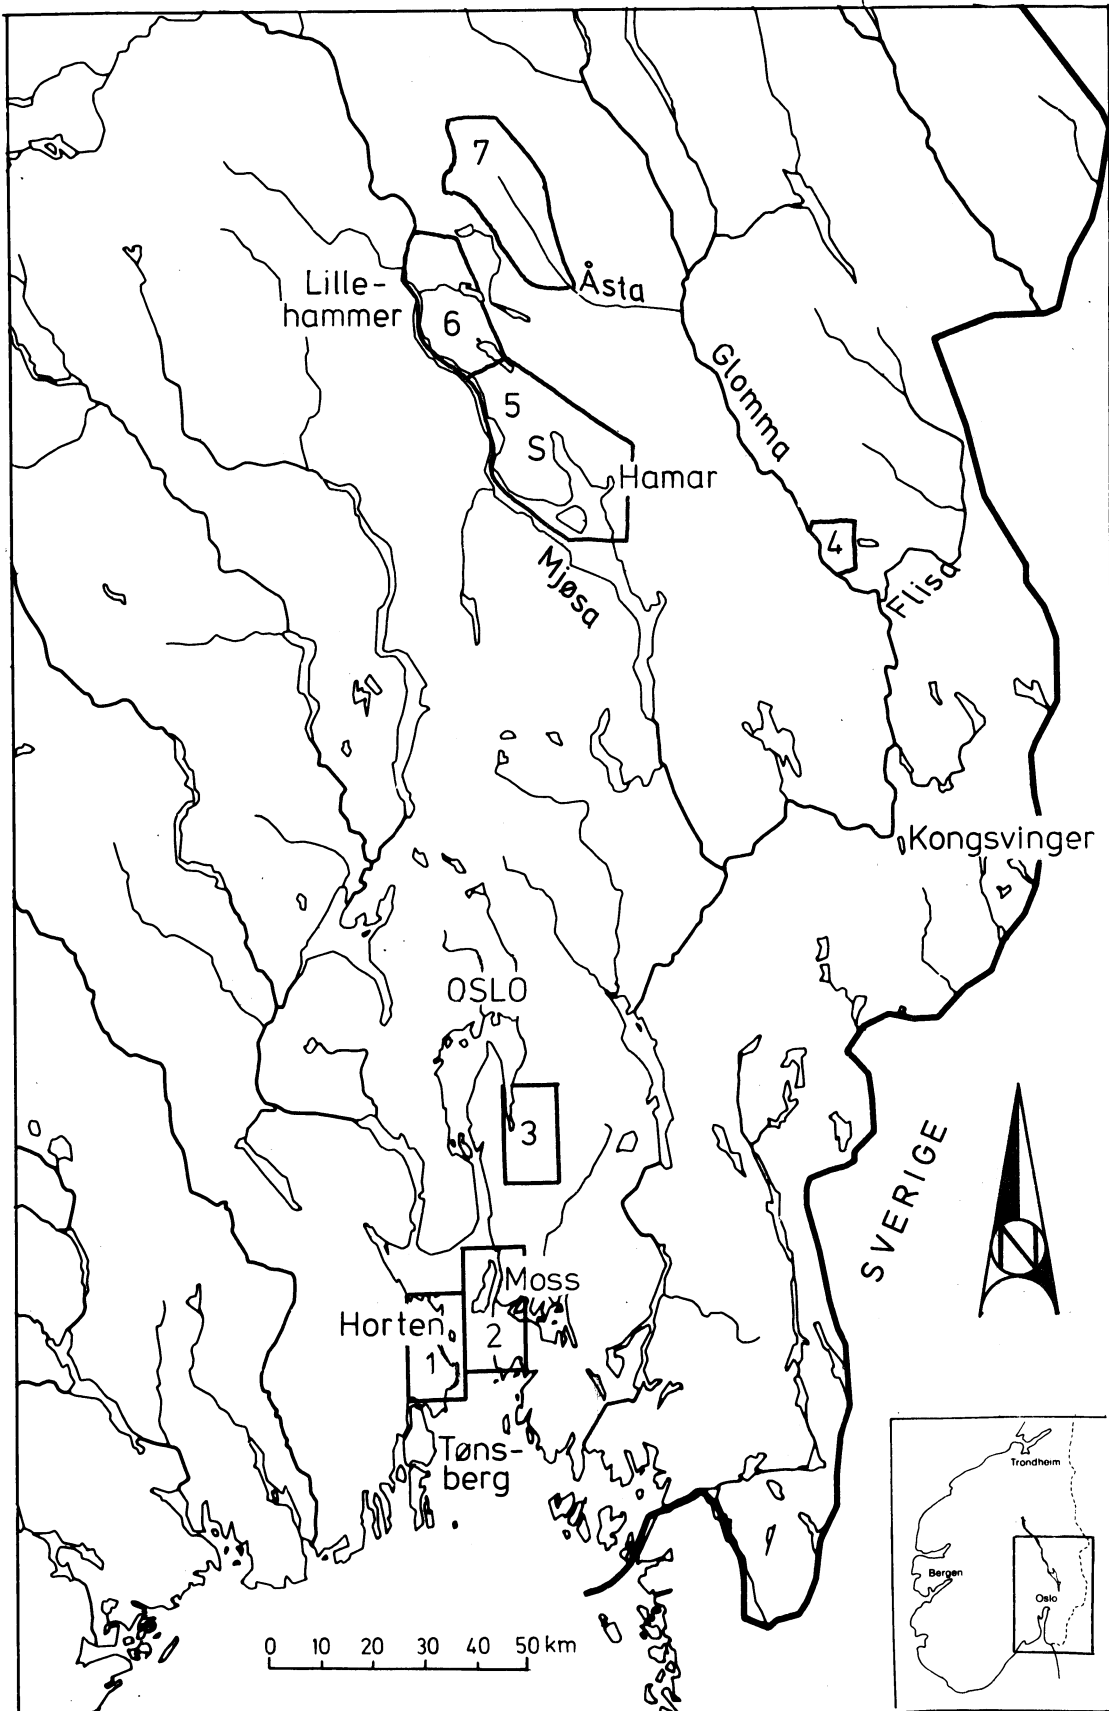 7
Åsta
Lille-
hammer
6
Glomma
5
S
Hamar
4
Mjøsa
Flisa
Kongsvinger
OSLO
3
SVERIGE
N
Moss
Horten
2
1
Tøns-
berg
Trondheim
Bergen
Oslo
0 10 20 30 40 50 km